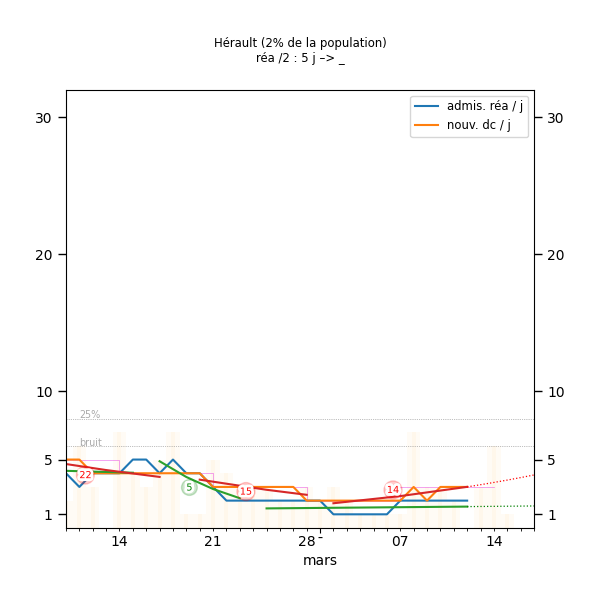 Hérault (2% de la population)
réa /2 : 5 j –> _
admis. réa / j
nouv. dc / j
30 30
20 20
10 10
25%
bruit
5 5
22 5 15 14
1 1
14 21 28 07 14
mars